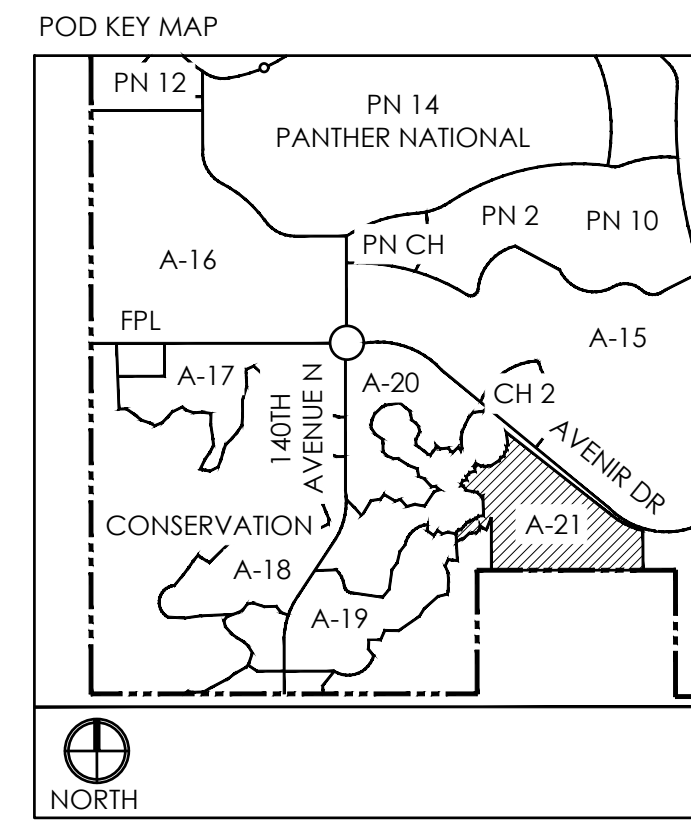 POD KEY MAP
PN 12
PN 14
PANTHER NATIONAL
PN 2
PN 10
PN CH
A-16
FPL
A-15
A-17
A-20
CH 2
140TH
AVENUE N
AVENIR DR
CONSERVATION
A-21
A-18
A-19
NORTH